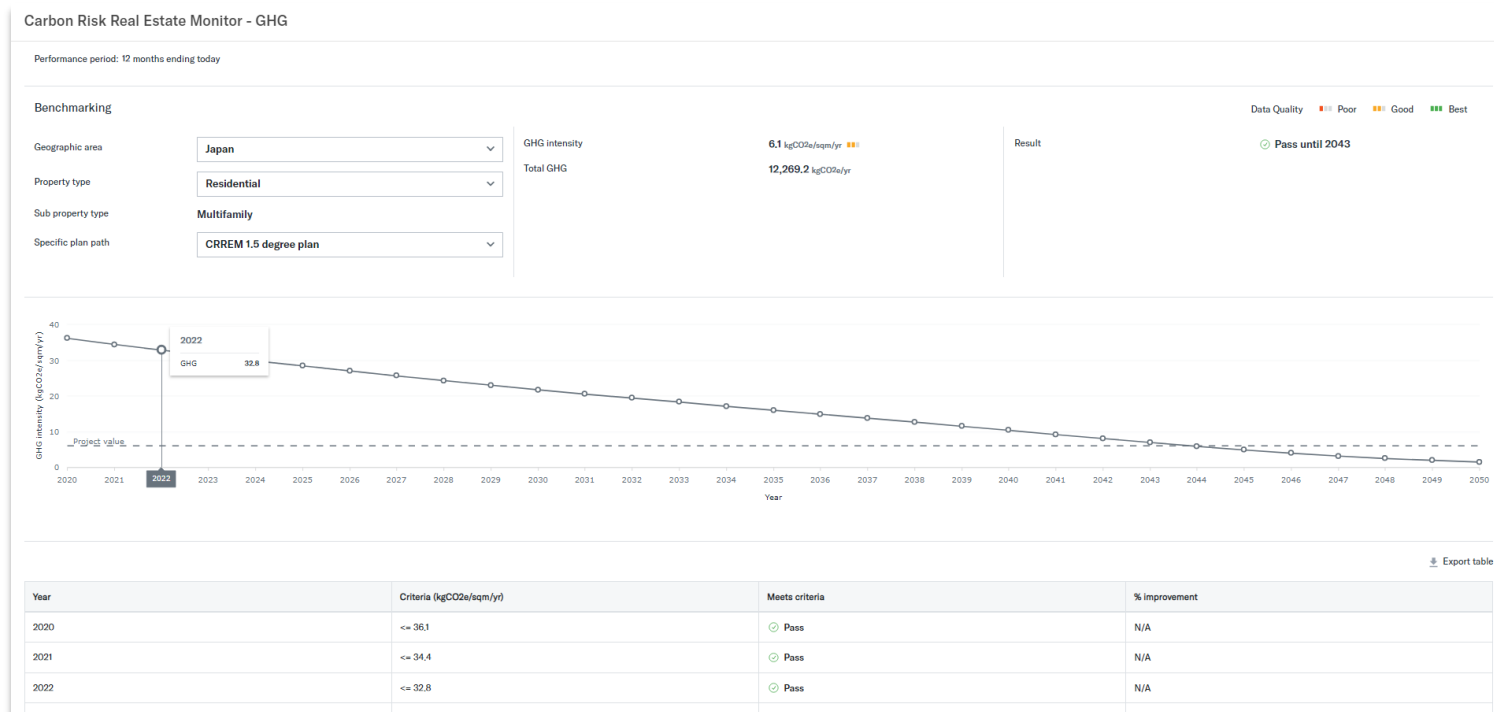 Carbon Risk Real Estate Monitor - GHG
Performance period: 12 months ending today
Benchmarking
Data Quality Poor Good Best
Geographic area Japan
Property type Residential
Sub property type Multifamily
Specific plan path CRREM 1.5 degree plan
GHG intensity 6.1 kgCO2e/sqm/yr
Total GHG 12,269.2 kgCO2e/yr
Result Pass until 2043
GHG intensity (kgCO2e/sqm/yr)
40
30
20
10
0
2022
GHG 32.8
Project value
2020 2021 2022 2023 2024 2025 2026 2027 2028 2029 2030 2031 2032 2033 2034 2035 2036 2037 2038 2039 2040 2041 2042 2043 2044 2045 2046 2047 2048 2049 2050
Year
Export table
Year Criteria (kgCO2e/sqm/yr) Meets criteria % improvement
2020 <= 36,1 Pass N/A
2021 <= 34,4 Pass N/A
2022 <= 32,8 Pass N/A